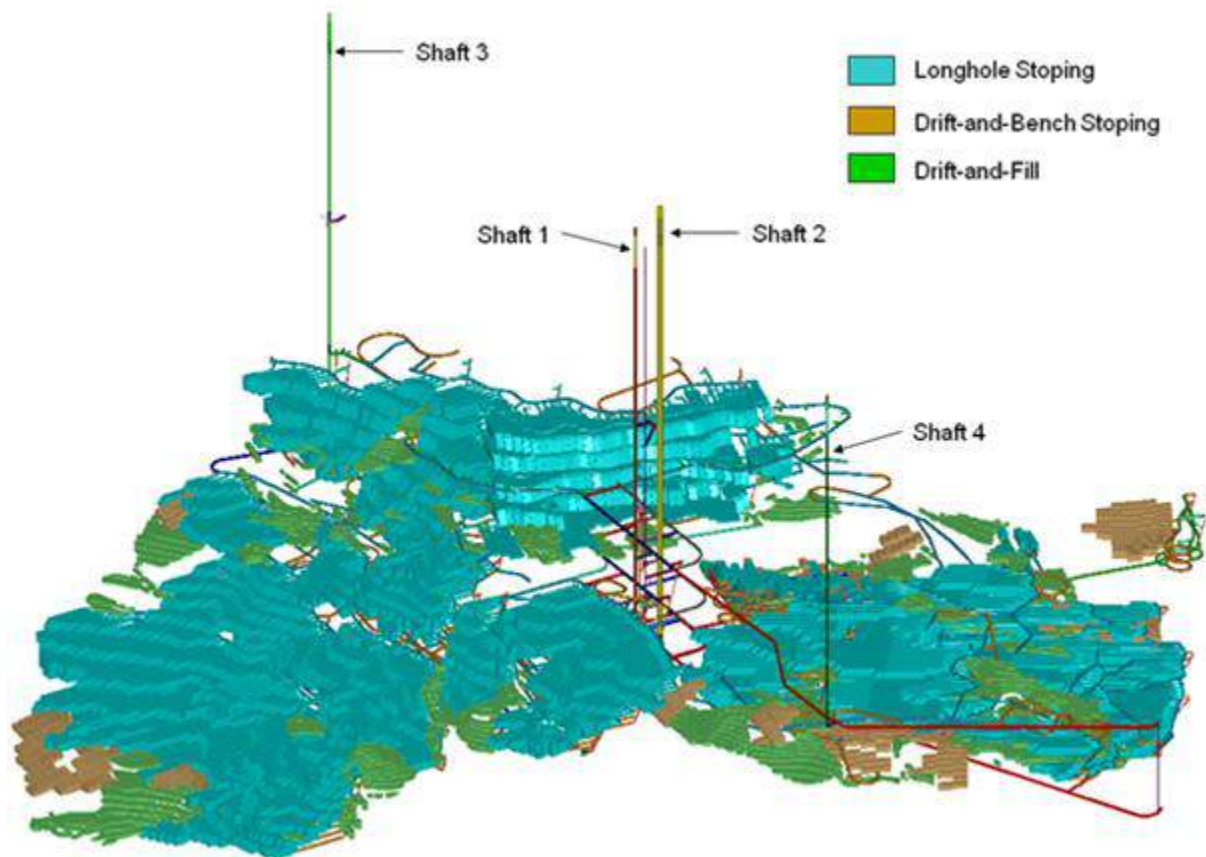 Shaft 3
Longhole Stoping
Drift-and-Bench Stoping
Drift-and-Fill
Shaft 1
Shaft 2
Shaft 4